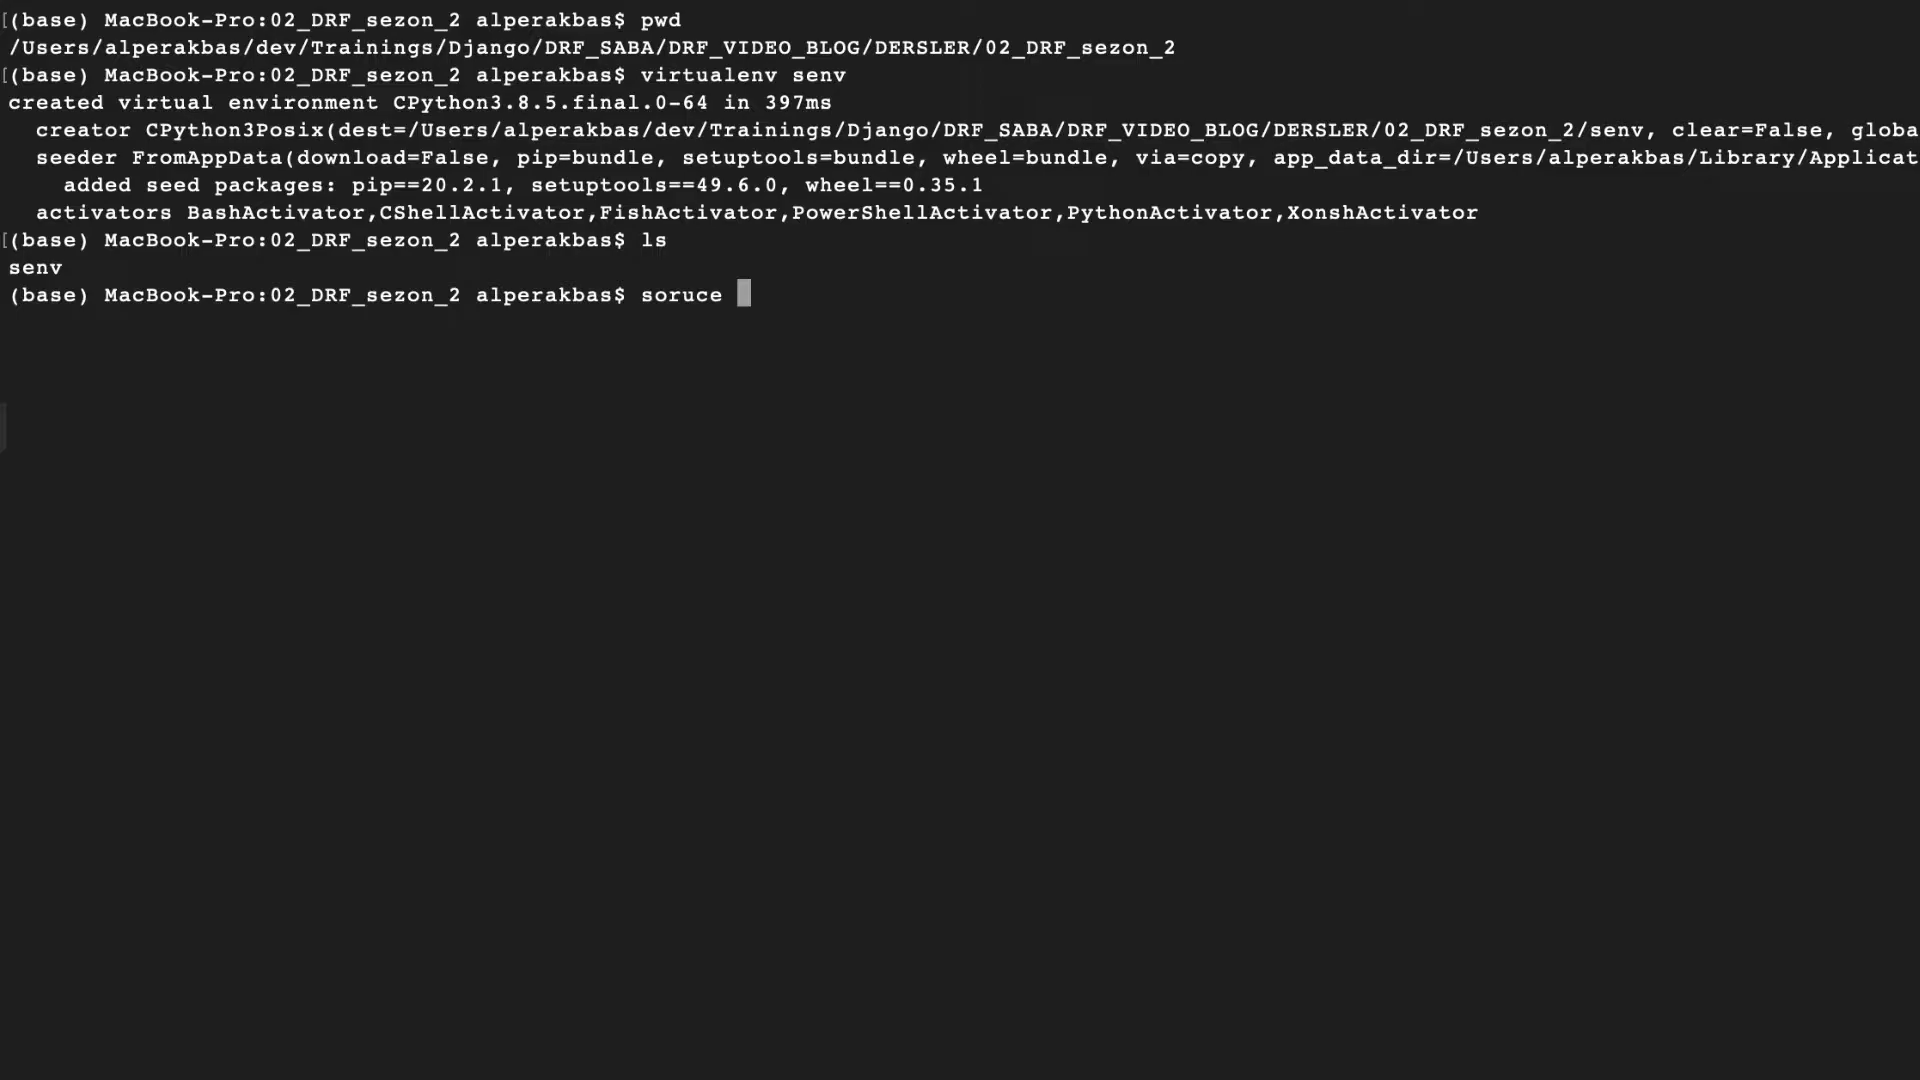 [(base) MacBook-Pro:02_DRF_sezon_2 alperakbas$ pwd
/Users/alperakbas/dev/Trainings/Django/DRF_SABA/DRF_VIDEO_BLOG/DERSLER/02_DRF_sezon_2
[(base) MacBook-Pro:02_DRF_sezon_2 alperakbas$ virtualenv senv
created virtual environment CPython3.8.5.final.0-64 in 397ms
  creator CPython3Posix(dest=/Users/alperakbas/dev/Trainings/Django/DRF_SABA/DRF_VIDEO_BLOG/DERSLER/02_DRF_sezon_2/senv, clear=False, globa
  seeder FromAppData(download=False, pip=bundle, setuptools=bundle, wheel=bundle, via=copy, app_data_dir=/Users/alperakbas/Library/Applicat
    added seed packages: pip==20.2.1, setuptools==49.6.0, wheel==0.35.1
  activators BashActivator,CShellActivator,FishActivator,PowerShellActivator,PythonActivator,XonshActivator
[(base) MacBook-Pro:02_DRF_sezon_2 alperakbas$ ls
senv
(base) MacBook-Pro:02_DRF_sezon_2 alperakbas$ soruce